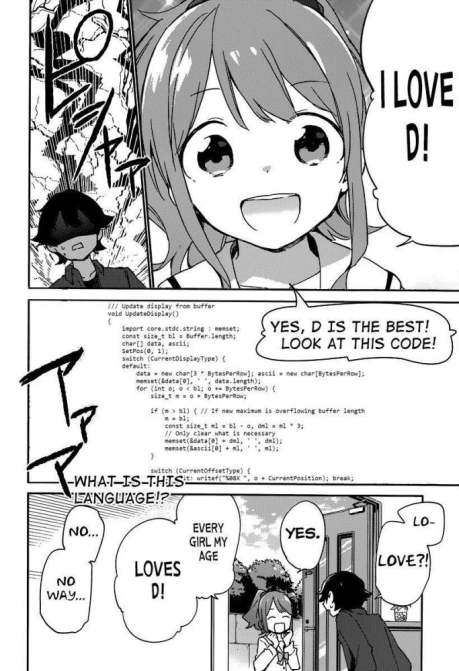 I LOVE
D!
ピシャァァ
YES, D IS THE BEST!
LOOK AT THIS CODE!
/// Update display from buffer
void UpdateDisplay()
{
import core.stdc.string : memset;
const size_t bl = Buffer.length;
char[] data, ascii;
SetPos(0, 1);
switch (CurrentDisplayType) {
default:
data = new char[3 * BytesPerRow]; ascii = new char[BytesPerRow];
memset(&data[0], ' ', data.length);
for (int o; o < bl; o += BytesPerRow) {
size_t m = o + BytesPerRow;
if (m > bl) { // If new maximum is overflowing buffer length
m = bl;
const size_t ml = bl - o, dml = ml * 3;
// Only clear what is necessary
memset(&data[0] + dml, ' ', dml);
memset(&ascii[0] + ml, ' ', ml);
}
switch (CurrentOffsetType) {
lt: writef("%08X ", o + CurrentPosition); break;
WHAT IS THIS
LANGUAGE!?
LO-
LOVE?!
YES.
EVERY
GIRL MY
AGE
LOVES
D!
NO...
NO
WAY...